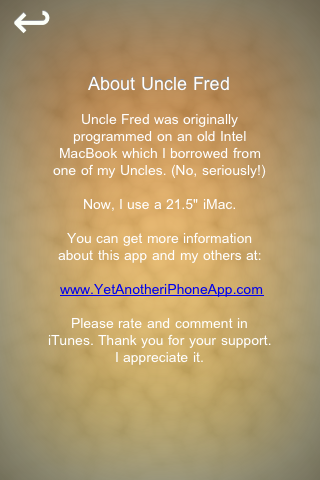 About Uncle Fred
Uncle Fred was originally
programmed on an old Intel
MacBook which I borrowed from
one of my Uncles. (No, seriously!)
Now, I use a 21.5" iMac.
You can get more information
about this app and my others at:
www.YetAnotheriPhoneApp.com
Please rate and comment in
iTunes. Thank you for your support.
I appreciate it.